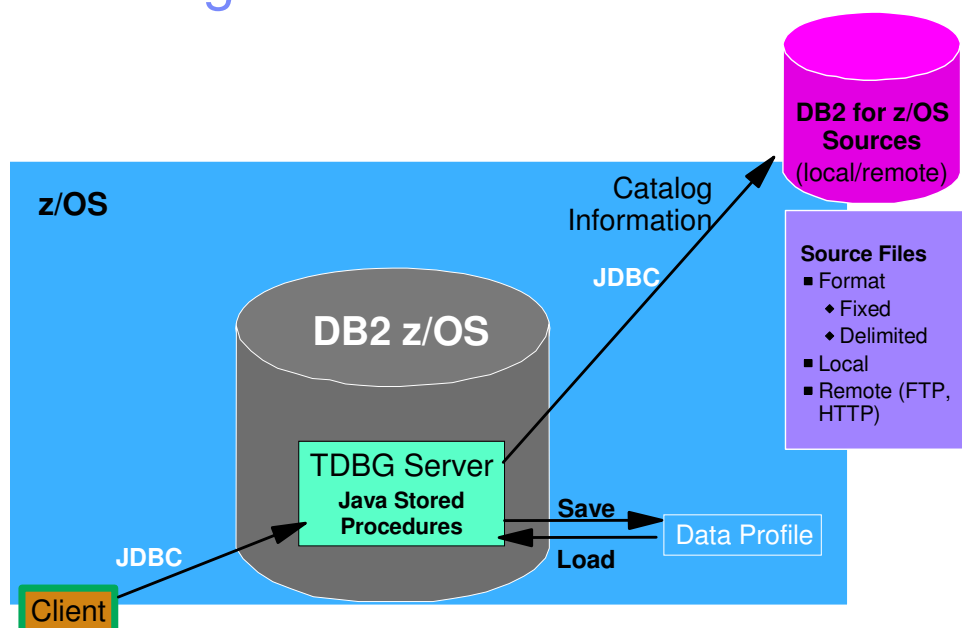 DB2 for z/OS
Sources
(local/remote)
z/OS
Catalog
Information
JDBC
Source Files
Format
Fixed
Delimited
Local
Remote (FTP,
HTTP)
DB2 z/OS
TDBG Server
Java Stored
Procedures
Save
Load
Data Profile
JDBC
Client